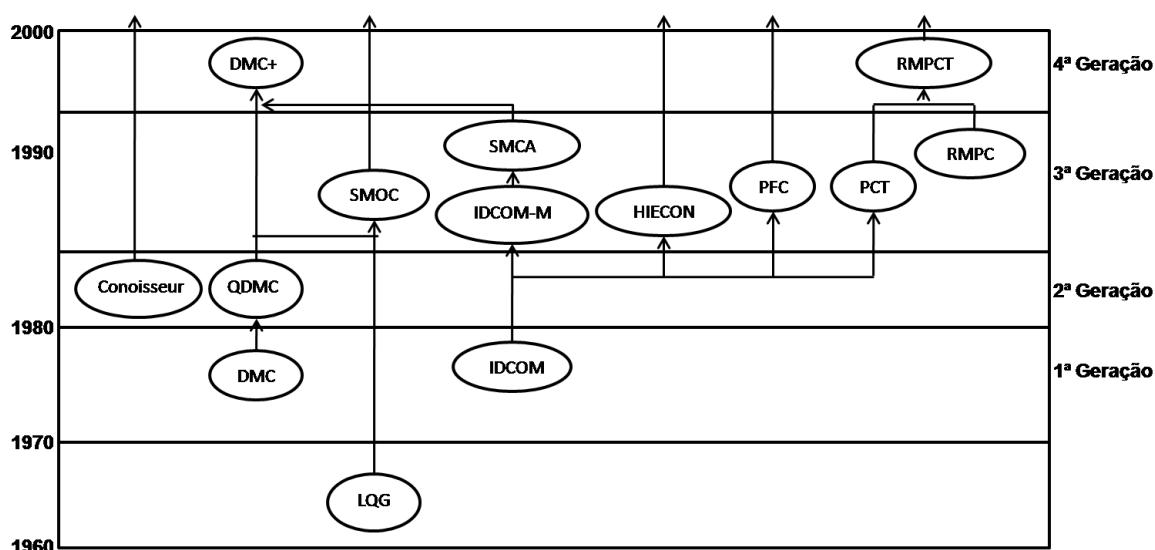 2000
DMC+
RMPCT
4ª Geração
1990
SMCA
RMPC
3ª Geração
SMOC
IDCOM-M
HIECON
PFC
PCT
Conoisseur
QDMC
2ª Geração
1980
DMC
IDCOM
1ª Geração
1970
LQG
1960